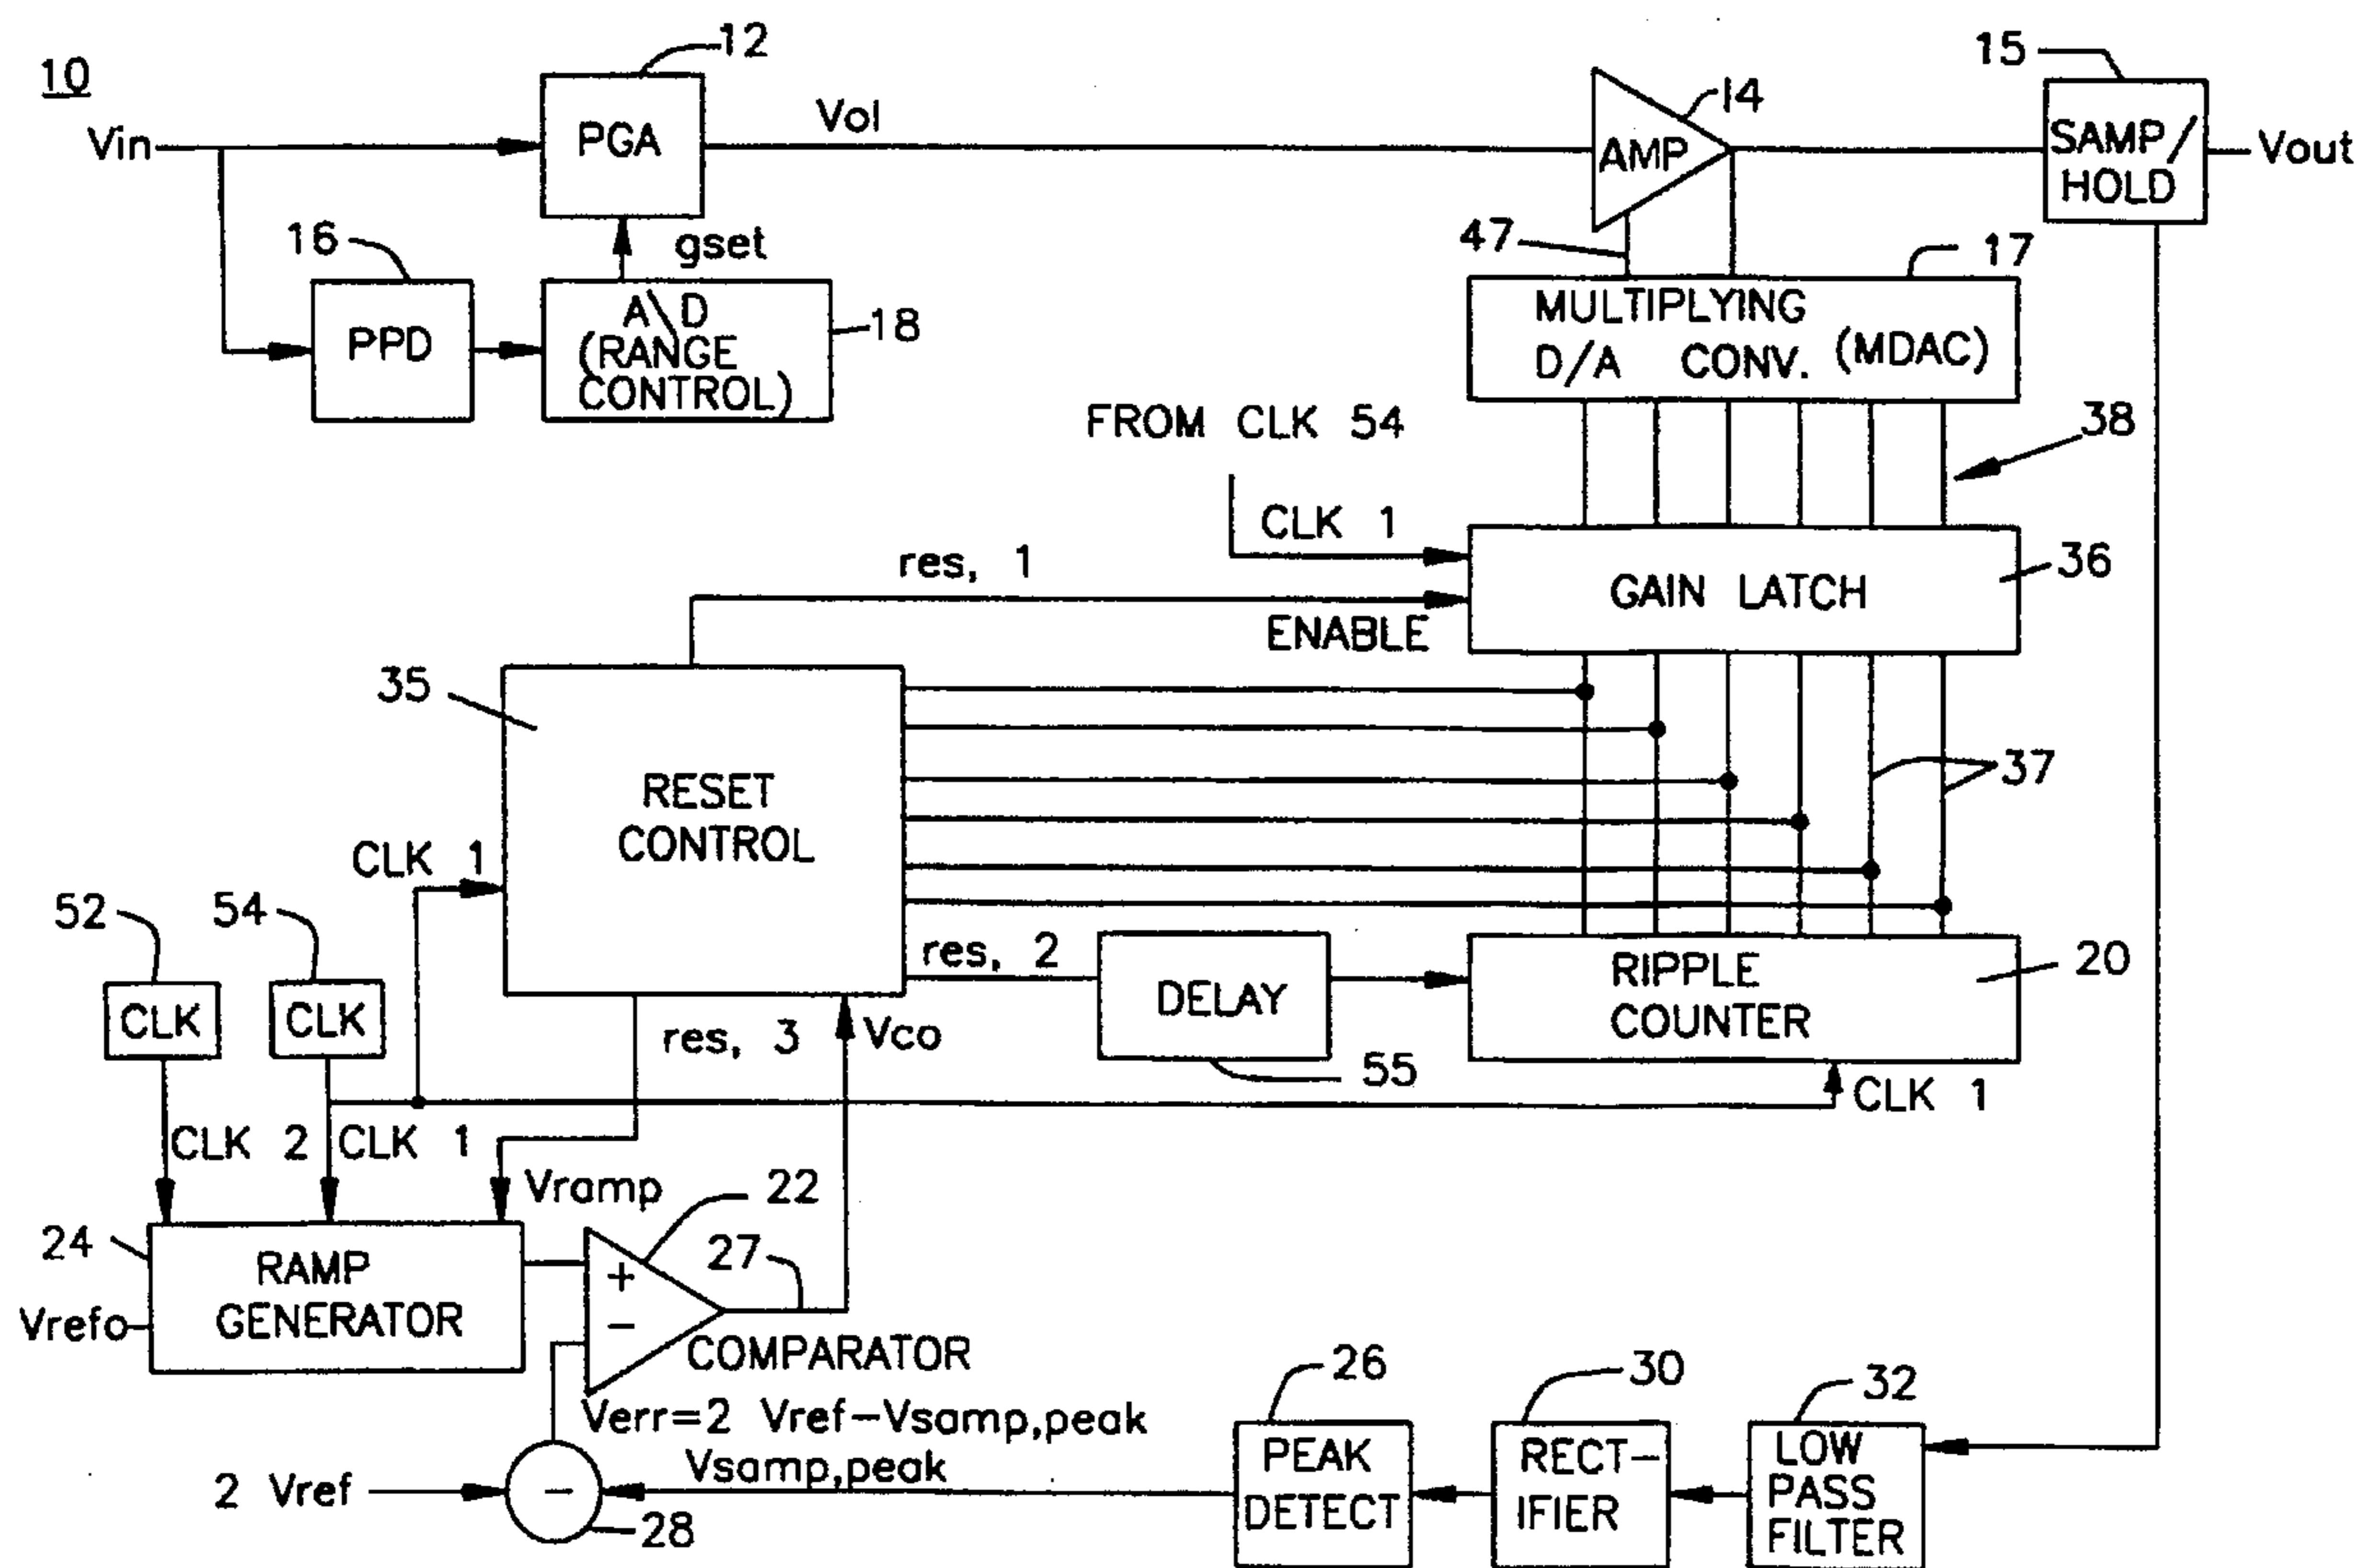 10
12
15
Vin
PGA
Vol
14
AMP
SAMP/
HOLD
Vout
16
gset
47
17
PPD
A\D
(RANGE
CONTROL)
18
MULTIPLYING
D/A CONV. (MDAC)
FROM CLK 54
38
CLK 1
res, 1
ENABLE
GAIN LATCH
36
35
RESET
CONTROL
37
CLK 1
52
54
CLK
CLK
res, 2
DELAY
55
RIPPLE
COUNTER
20
res, 3
Vco
CLK 1
CLK 2
CLK 1
Vramp
22
24
RAMP
GENERATOR
Vrefo
+
−
27
COMPARATOR
Verr=2 Vref−Vsamp,peak
Vsamp,peak
2 Vref
−
28
26
PEAK
DETECT
30
RECT−
IFIER
32
LOW
PASS
FILTER